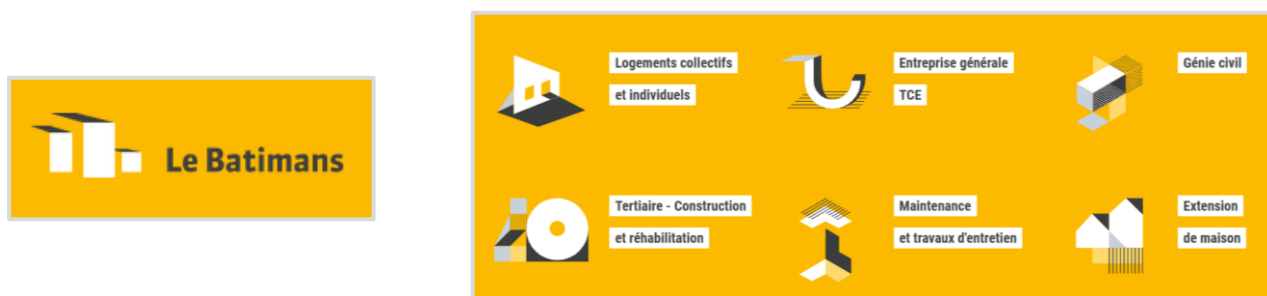 Le Batimans
Logements collectifs
et individuels
Entreprise générale
TCE
Génie civil
Tertiaire - Construction
et réhabilitation
Maintenance
et travaux d'entretien
Extension
de maison